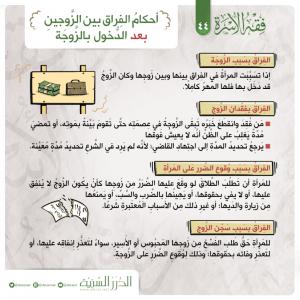 فقه الأسرة
٤٤
أحكام الفراق بين الزوجين
بعد الدخول بالزوجة
الفراق بسبب الزوجة
إذا تسببت المرأة في الفراق بينها وبين زوجها وكان الزوج
قد دخل بها فلها المهر كاملا.
الفراق بفقدان الزوج
من فقد وانقطع خبره تبقى الزوجة في عصمته حتى تقوم بينة بموته، أو تمضي
مدة يغلب على الظن أنه لا يعيش فوقها
يرجع تحديد المدة إلى اجتهاد القاضي؛ لأنه لم يرد في الشرع تحديد مدة معينة.
الفراق بسبب وقوع الضرر على المرأة
للمرأة أن تطلب الطلاق لو وقع عليها الضرر من زوجها كأن يكون الزوج لا ينفق
عليها، أو لا يفي بحقوقها، أو يهينها بالضرب والسب، أو يمنعها
من زيارة والديها؛ أو غير ذلك من الأسباب المعتبرة شرعا.
الفراق بسبب سجن الزوج
للمرأة حق طلب الفسخ من زوجها المحبوس أو الأسير، سواء لتعذر إنفاقه عليها، أو
لتعذر وفائه بحقوقها؛ وذلك لوقوع الضرر على الزوجة.
الدرر السنية